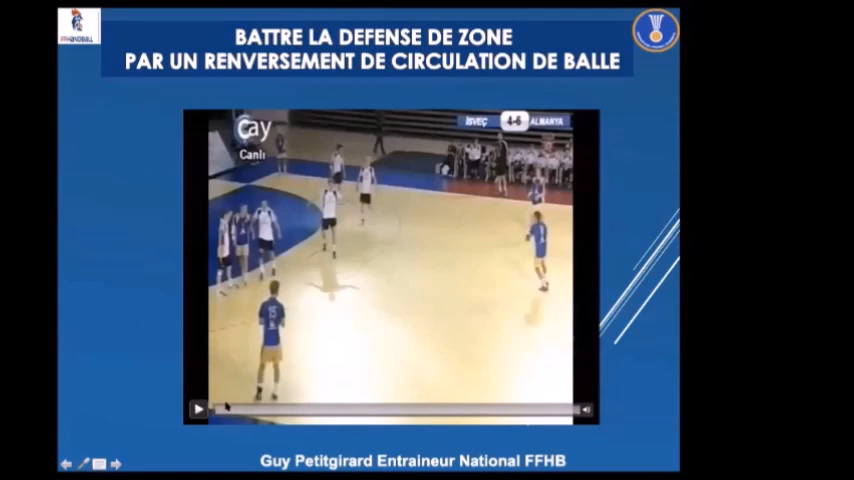 FFHANDBALL
BATTRE LA DEFENSE DE ZONE
PAR UN RENVERSEMENT DE CIRCULATION DE BALLE
Çay
Canlı
İSVEÇ 4-6 ALMANYA
15
Guy Petitgirard Entraineur National FFHB